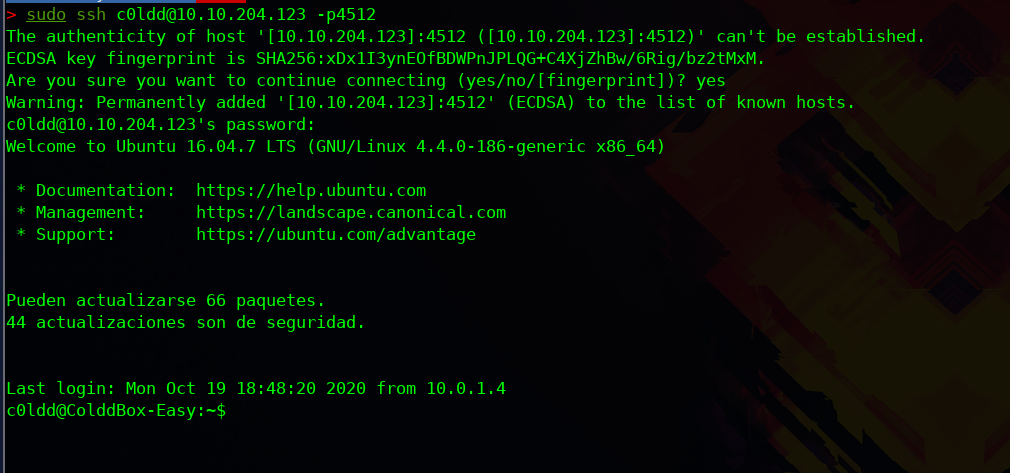 > sudo ssh c0ldd@10.10.204.123 -p4512
The authenticity of host '[10.10.204.123]:4512 ([10.10.204.123]:4512)' can't be established.
ECDSA key fingerprint is SHA256:xDx1I3ynEOfBDWPnJPLQG+C4XjZhBw/6Rig/bz2tMxM.
Are you sure you want to continue connecting (yes/no/[fingerprint])? yes
Warning: Permanently added '[10.10.204.123]:4512' (ECDSA) to the list of known hosts.
c0ldd@10.10.204.123's password:
Welcome to Ubuntu 16.04.7 LTS (GNU/Linux 4.4.0-186-generic x86_64)
* Documentation:  https://help.ubuntu.com
* Management:     https://landscape.canonical.com
* Support:        https://ubuntu.com/advantage
Pueden actualizarse 66 paquetes.
44 actualizaciones son de seguridad.
Last login: Mon Oct 19 18:48:20 2020 from 10.0.1.4
c0ldd@ColddBox-Easy:~$